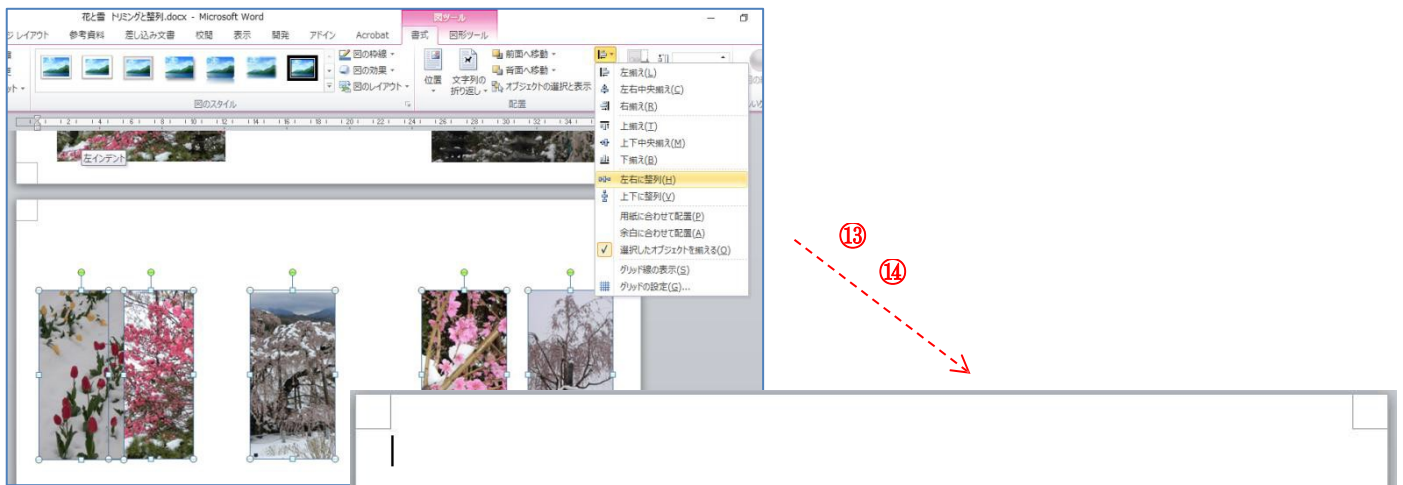 花と雪 トリミングと整列.docx - Microsoft Word
図ツール
ジ レイアウト 参考資料 差し込み文書 校閲 表示 開発 アドイン Acrobat 書式 図形ツール
図の枠線
図の効果
図のレイアウト
位置
文字列の
折り返し
前面へ移動
背面へ移動
オブジェクトの選択と表示
図のスタイル
配置
左揃え(L)
左右中央揃え(C)
右揃え(R)
上揃え(T)
上下中央揃え(M)
下揃え(B)
左右に整列(H)
上下に整列(V)
用紙に合わせて配置(P)
余白に合わせて配置(A)
選択したオブジェクトを揃える(O)
グリッド線の表示(S)
グリッドの設定(G)...
左インデント
⑬
⑭